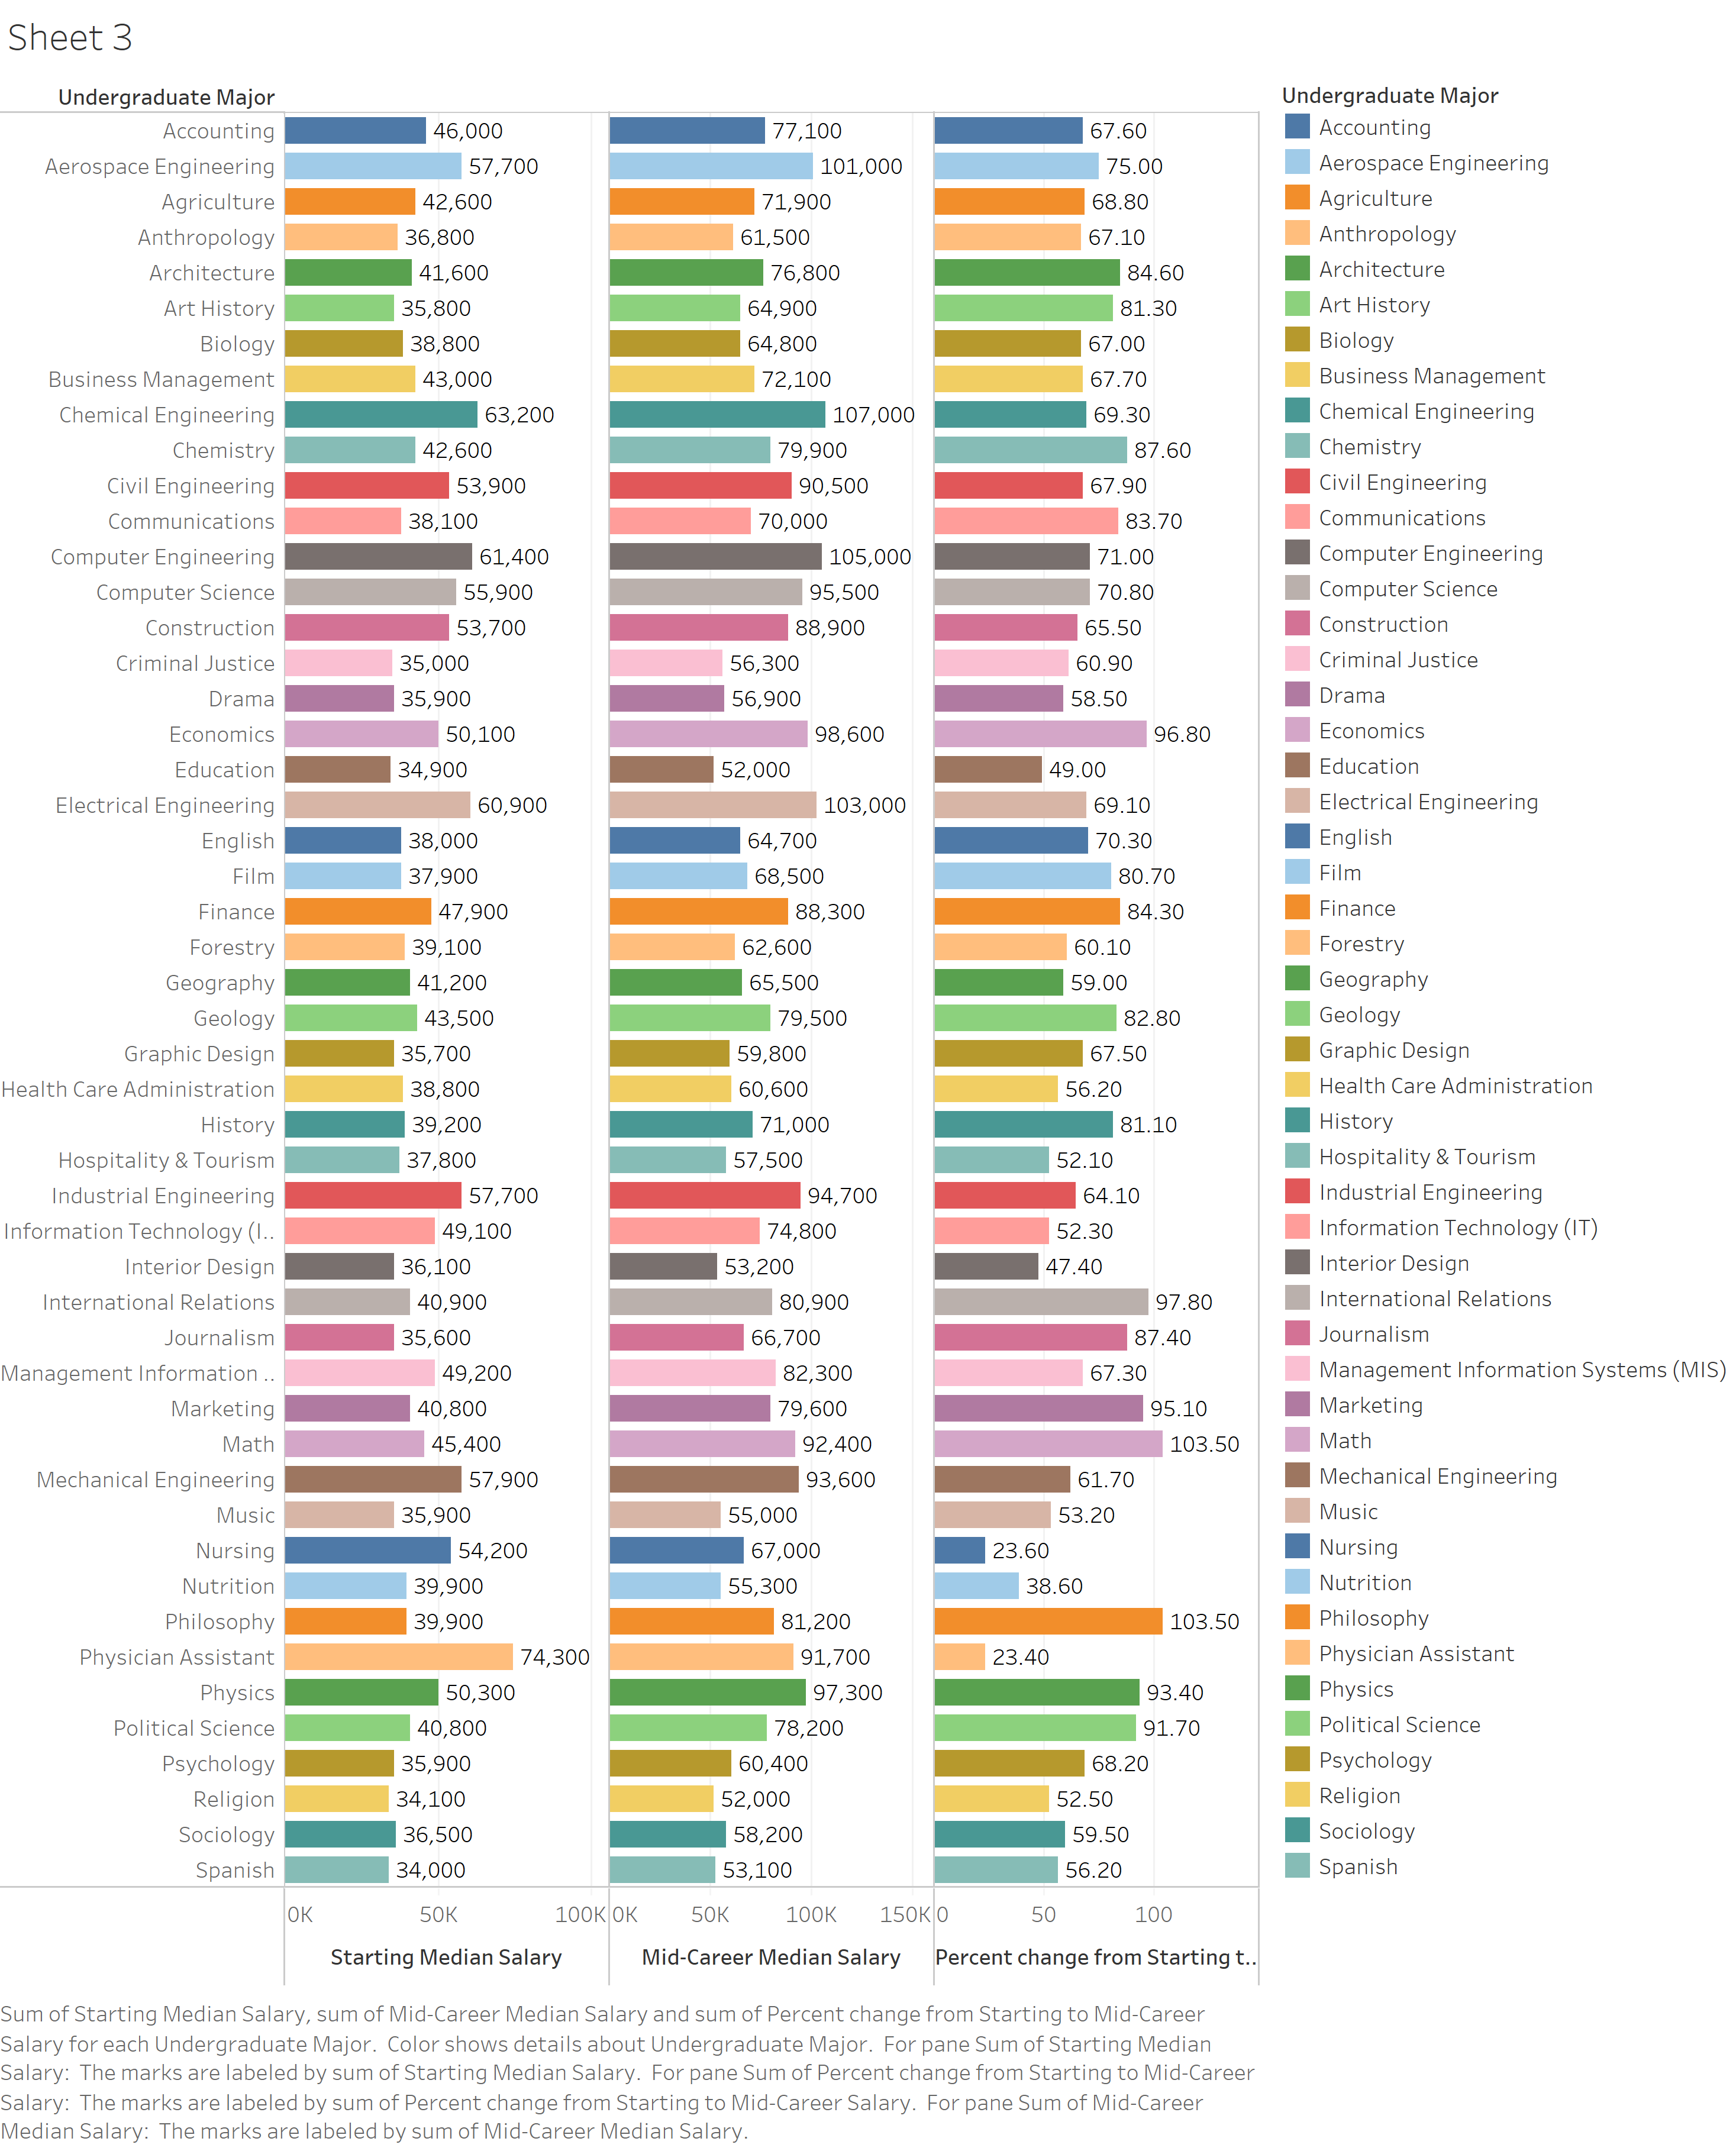 Sheet 3
Undergraduate Major
Accounting 46,000 77,100 67.60
Aerospace Engineering 57,700 101,000 75.00
Agriculture 42,600 71,900 68.80
Anthropology 36,800 61,500 67.10
Architecture 41,600 76,800 84.60
Art History 35,800 64,900 81.30
Biology 38,800 64,800 67.00
Business Management 43,000 72,100 67.70
Chemical Engineering 63,200 107,000 69.30
Chemistry 42,600 79,900 87.60
Civil Engineering 53,900 90,500 67.90
Communications 38,100 70,000 83.70
Computer Engineering 61,400 105,000 71.00
Computer Science 55,900 95,500 70.80
Construction 53,700 88,900 65.50
Criminal Justice 35,000 56,300 60.90
Drama 35,900 56,900 58.50
Economics 50,100 98,600 96.80
Education 34,900 52,000 49.00
Electrical Engineering 60,900 103,000 69.10
English 38,000 64,700 70.30
Film 37,900 68,500 80.70
Finance 47,900 88,300 84.30
Forestry 39,100 62,600 60.10
Geography 41,200 65,500 59.00
Geology 43,500 79,500 82.80
Graphic Design 35,700 59,800 67.50
Health Care Administration 38,800 60,600 56.20
History 39,200 71,000 81.10
Hospitality & Tourism 37,800 57,500 52.10
Industrial Engineering 57,700 94,700 64.10
Information Technology (I.. 49,100 74,800 52.30
Interior Design 36,100 53,200 47.40
International Relations 40,900 80,900 97.80
Journalism 35,600 66,700 87.40
Management Information .. 49,200 82,300 67.30
Marketing 40,800 79,600 95.10
Math 45,400 92,400 103.50
Mechanical Engineering 57,900 93,600 61.70
Music 35,900 55,000 53.20
Nursing 54,200 67,000 23.60
Nutrition 39,900 55,300 38.60
Philosophy 39,900 81,200 103.50
Physician Assistant 74,300 91,700 23.40
Physics 50,300 97,300 93.40
Political Science 40,800 78,200 91.70
Psychology 35,900 60,400 68.20
Religion 34,100 52,000 52.50
Sociology 36,500 58,200 59.50
Spanish 34,000 53,100 56.20
0K 50K 100K 0K 50K 100K 150K 0 50 100
Starting Median Salary Mid-Career Median Salary Percent change from Starting t..
Undergraduate Major
Accounting
Aerospace Engineering
Agriculture
Anthropology
Architecture
Art History
Biology
Business Management
Chemical Engineering
Chemistry
Civil Engineering
Communications
Computer Engineering
Computer Science
Construction
Criminal Justice
Drama
Economics
Education
Electrical Engineering
English
Film
Finance
Forestry
Geography
Geology
Graphic Design
Health Care Administration
History
Hospitality & Tourism
Industrial Engineering
Information Technology (IT)
Interior Design
International Relations
Journalism
Management Information Systems (MIS)
Marketing
Math
Mechanical Engineering
Music
Nursing
Nutrition
Philosophy
Physician Assistant
Physics
Political Science
Psychology
Religion
Sociology
Spanish
Sum of Starting Median Salary, sum of Mid-Career Median Salary and sum of Percent change from Starting to Mid-Career
Salary for each Undergraduate Major. Color shows details about Undergraduate Major. For pane Sum of Starting Median
Salary: The marks are labeled by sum of Starting Median Salary. For pane Sum of Percent change from Starting to Mid-Career
Salary: The marks are labeled by sum of Percent change from Starting to Mid-Career Salary. For pane Sum of Mid-Career
Median Salary: The marks are labeled by sum of Mid-Career Median Salary.